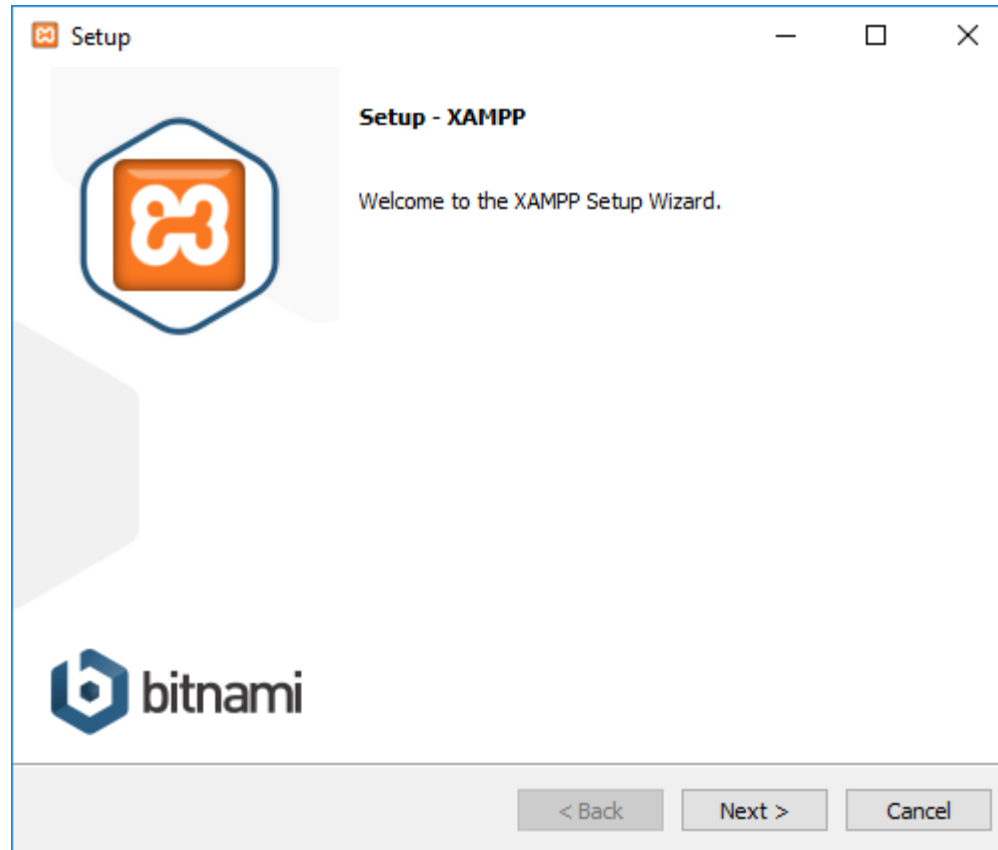 Setup
Setup - XAMPP
Welcome to the XAMPP Setup Wizard.
bitnami
< Back
Next >
Cancel